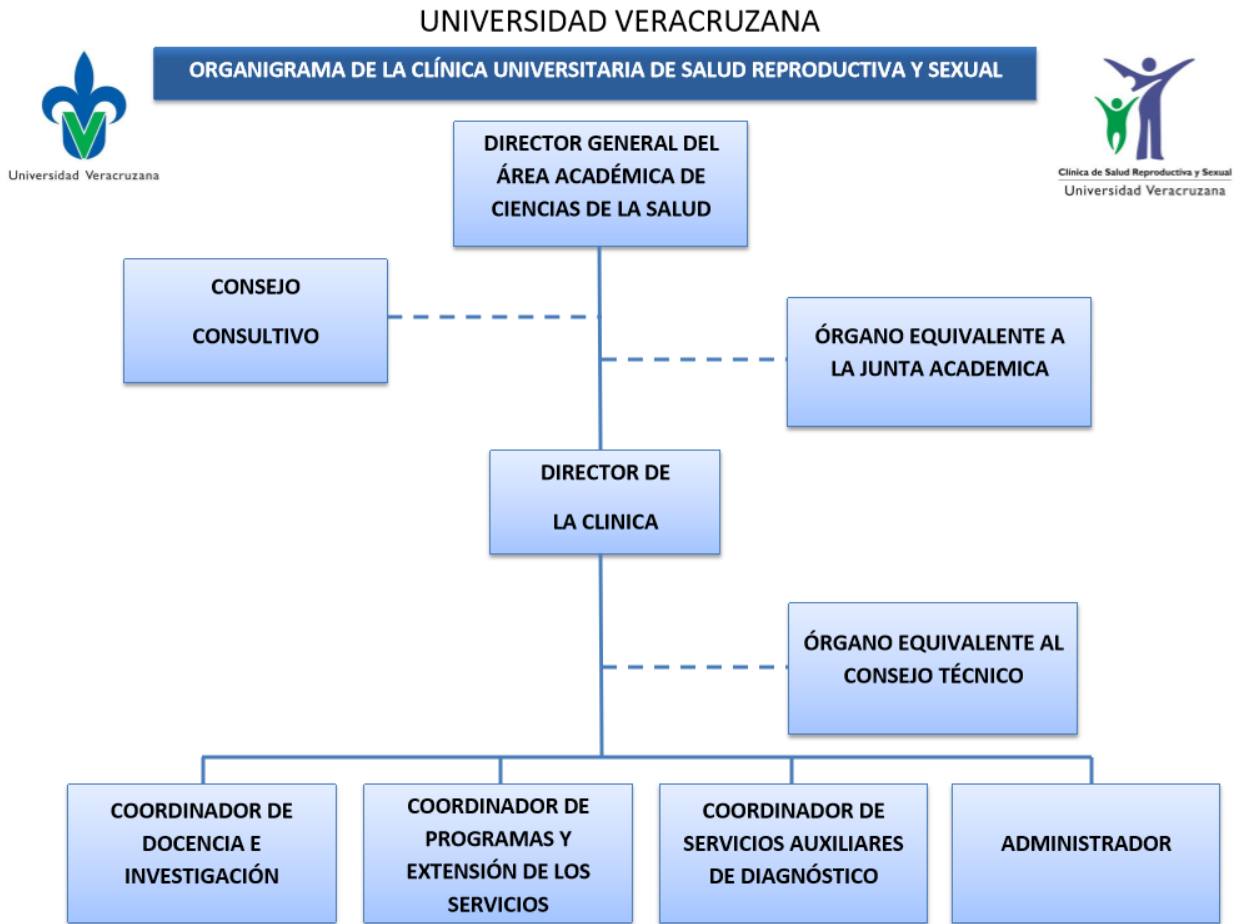 UNIVERSIDAD VERACRUZANA
ORGANIGRAMA DE LA CLÍNICA UNIVERSITARIA DE SALUD REPRODUCTIVA Y SEXUAL
Universidad Veracruzana
Clínica de Salud Reproductiva y Sexual
Universidad Veracruzana
DIRECTOR GENERAL DEL
ÁREA ACADÉMICA DE
CIENCIAS DE LA SALUD
CONSEJO
CONSULTIVO
ÓRGANO EQUIVALENTE A
LA JUNTA ACADEMICA
DIRECTOR DE
LA CLINICA
ÓRGANO EQUIVALENTE AL
CONSEJO TÉCNICO
COORDINADOR DE
DOCENCIA E
INVESTIGACIÓN
COORDINADOR DE
PROGRAMAS Y
EXTENSIÓN DE LOS
SERVICIOS
COORDINADOR DE
SERVICIOS AUXILIARES
DE DIAGNÓSTICO
ADMINISTRADOR